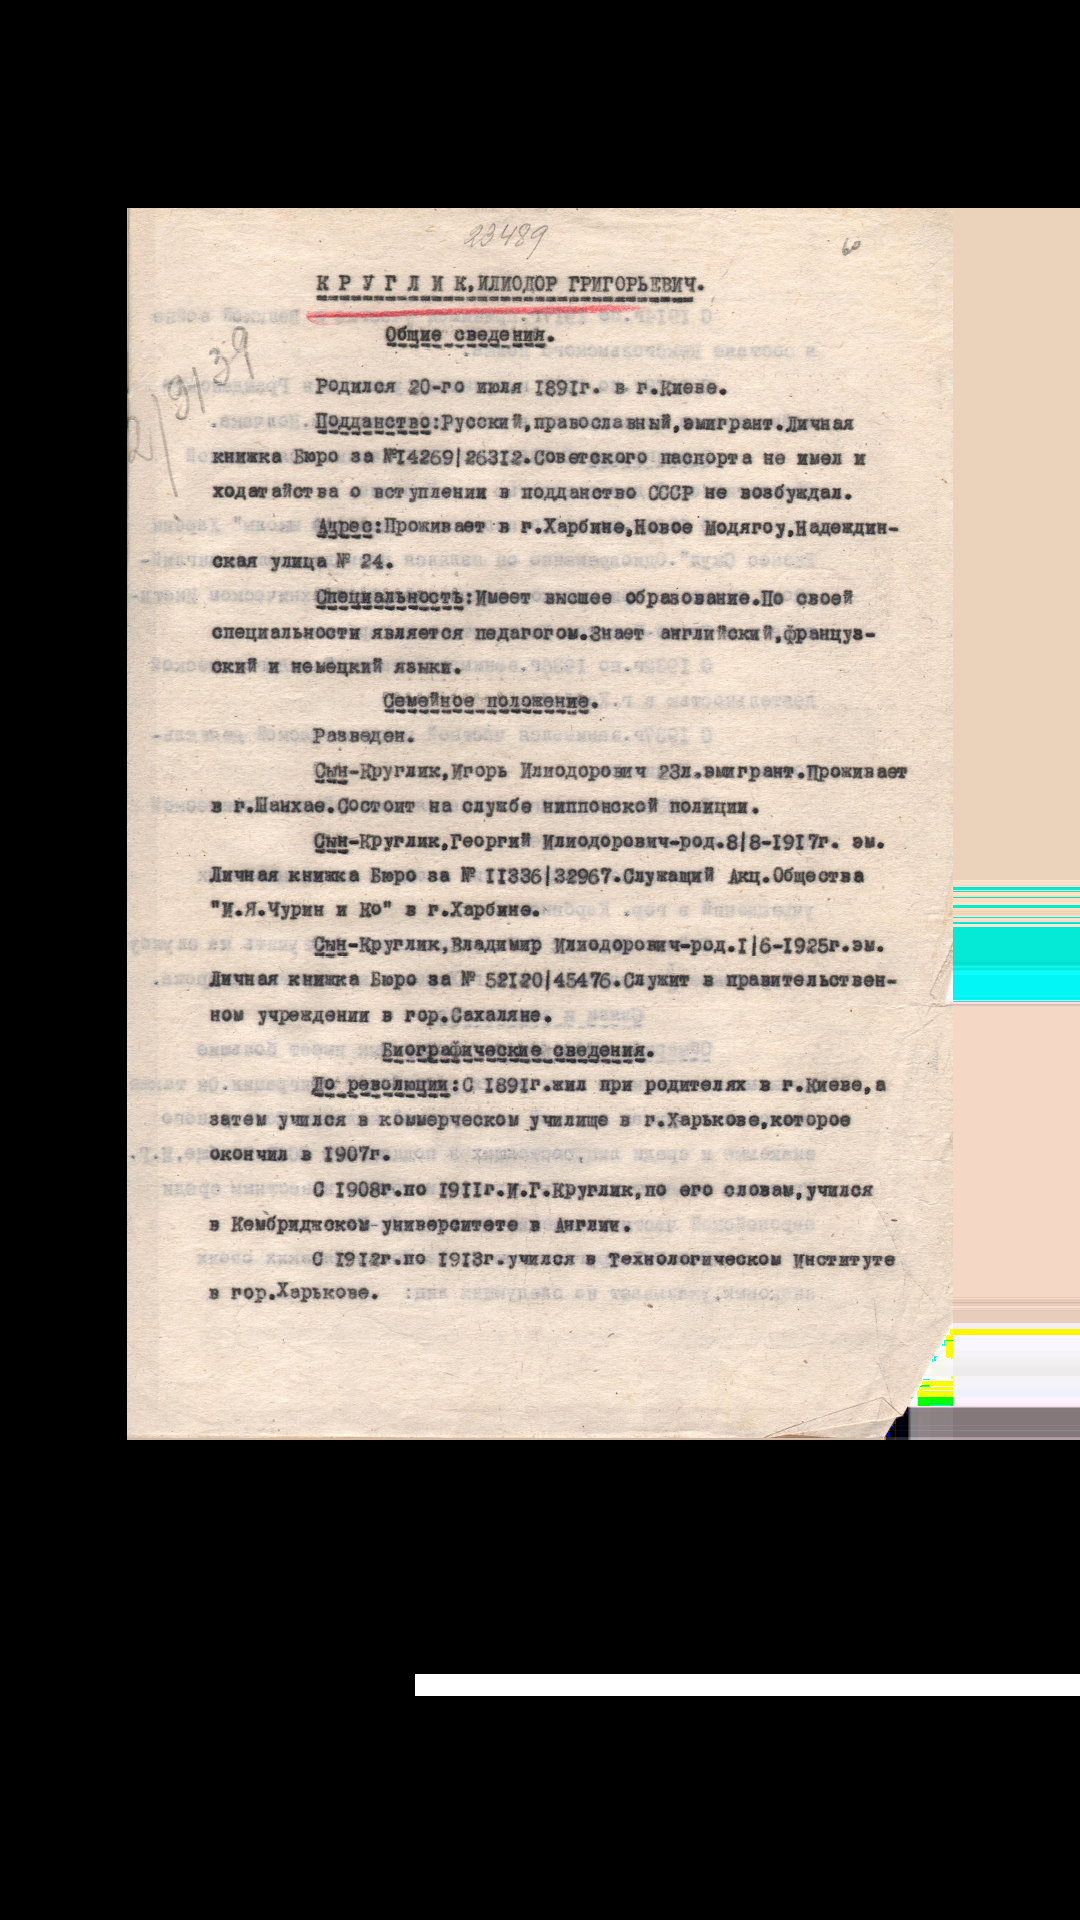 23489
60
К Р У Г Л И К,ИЛИОДОР ГРИГОРЬЕВИЧ.
Общие сведения.
Родился 20-го июля 1891г. в г.Киеве.
Подданство:Русский,православный,эмигрант.Личная
книжка Бюро за №14269|26312.Советского паспорта не имел и
ходатайства о вступлении в подданство СССР не возбуждал.
Адрес:Проживает в г.Харбине,Новое Модягоу,Надеждин-
ская улица № 24.
Специальность:Имеет высшее образование.По своей
специальности является педагогом.Знает английский,француз-
ский и немецкий языки.
Семейное положение.
Разведен.
Сын-Круглик,Игорь Илиодорович 23л.эмигрант.Проживает
в г.Шанхае.Состоит на службе ниппонской полиции.
Сын-Круглик,Георгий Илиодорович-род.8|8-1917г. эм.
Личная книжка Бюро за № 11336|32967.Служащий Акц.Общества
"И.Я.Чурин и Ко" в г.Харбине.
Сын-Круглик,Владимир Илиодорович-род.1|6-1925г.эм.
Личная книжка Бюро за № 52120|45476.Служит в правительствен-
ном учреждении в гор.Сахаляне.
Биографические сведения.
До революции:С 1891г.жил при родителях в г.Киеве,а
затем учился в коммерческом училище в г.Харькове,которое
окончил в 1907г.
С 1908г.по 1911г.И.Г.Круглик,по его словам,учился
в Кембриджском-университете в Англии.
С 1912г.по 1913г.учился в Технологическом Институте
в гор.Харькове.